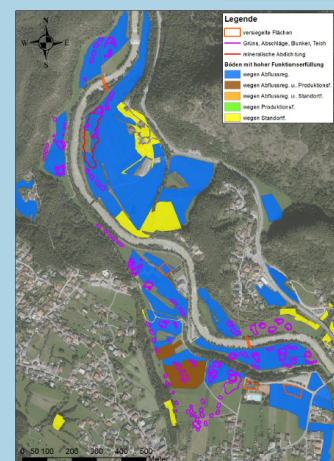 N
W
E
S
Legende
versiegelte Flächen
Grüns, Abschläge, Bunker, Teich
mineralische Abdichtung
Böden mit hoher Funktionserfüllung
wegen Abflussreg.
wegen Abflussreg. u. Produktionsf.
wegen Abflussreg. u. Standortf.
wegen Produktionsf.
wegen Standortf.
0 50 100 200 300 400 500
Meter